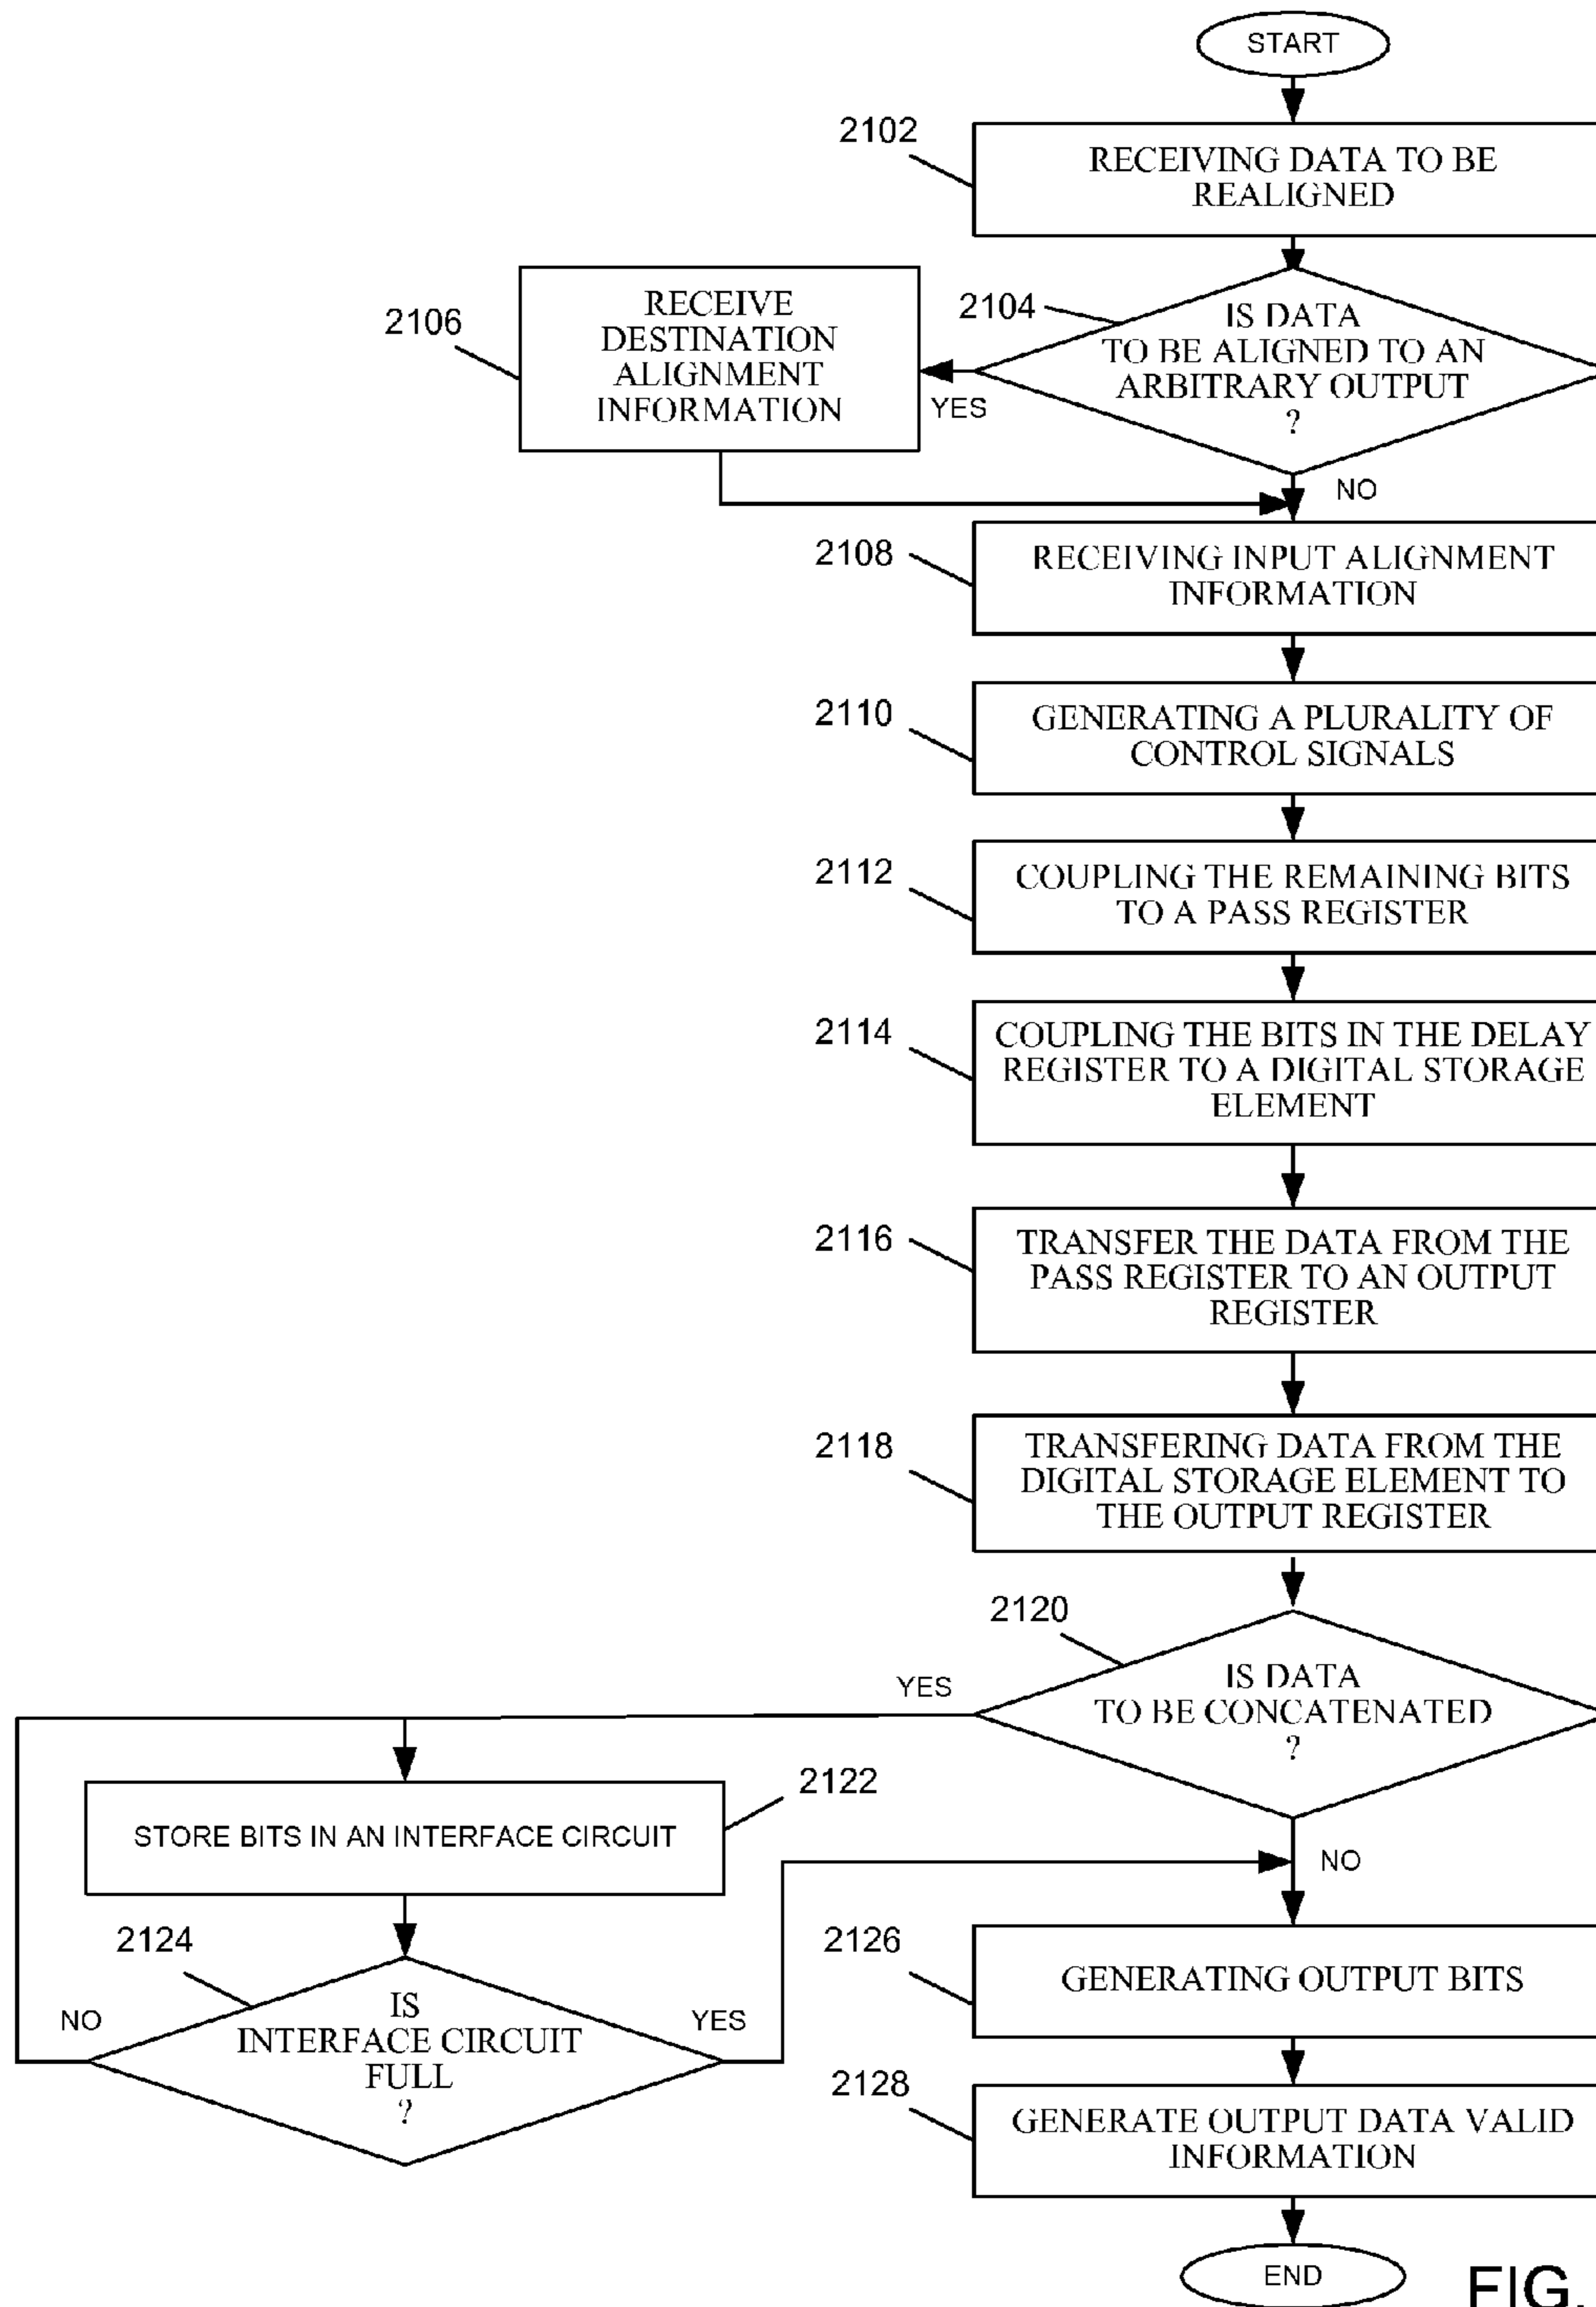 START
2102
RECEIVING DATA TO BE
REALIGNED
2104
IS DATA
TO BE ALIGNED TO AN
ARBITRARY OUTPUT
?
YES
NO
2106
RECEIVE
DESTINATION
ALIGNMENT
INFORMATION
2108
RECEIVING INPUT ALIGNMENT
INFORMATION
2110
GENERATING A PLURALITY OF
CONTROL SIGNALS
2112
COUPLING THE REMAINING BITS
TO A PASS REGISTER
2114
COUPLING THE BITS IN THE DELAY
REGISTER TO A DIGITAL STORAGE
ELEMENT
2116
TRANSFER THE DATA FROM THE
PASS REGISTER TO AN OUTPUT
REGISTER
2118
TRANSFERING DATA FROM THE
DIGITAL STORAGE ELEMENT TO
THE OUTPUT REGISTER
2120
IS DATA
TO BE CONCATENATED
?
YES
NO
2122
STORE BITS IN AN INTERFACE CIRCUIT
2124
IS
INTERFACE CIRCUIT
FULL
?
NO
YES
2126
GENERATING OUTPUT BITS
2128
GENERATE OUTPUT DATA VALID
INFORMATION
END
FIG.